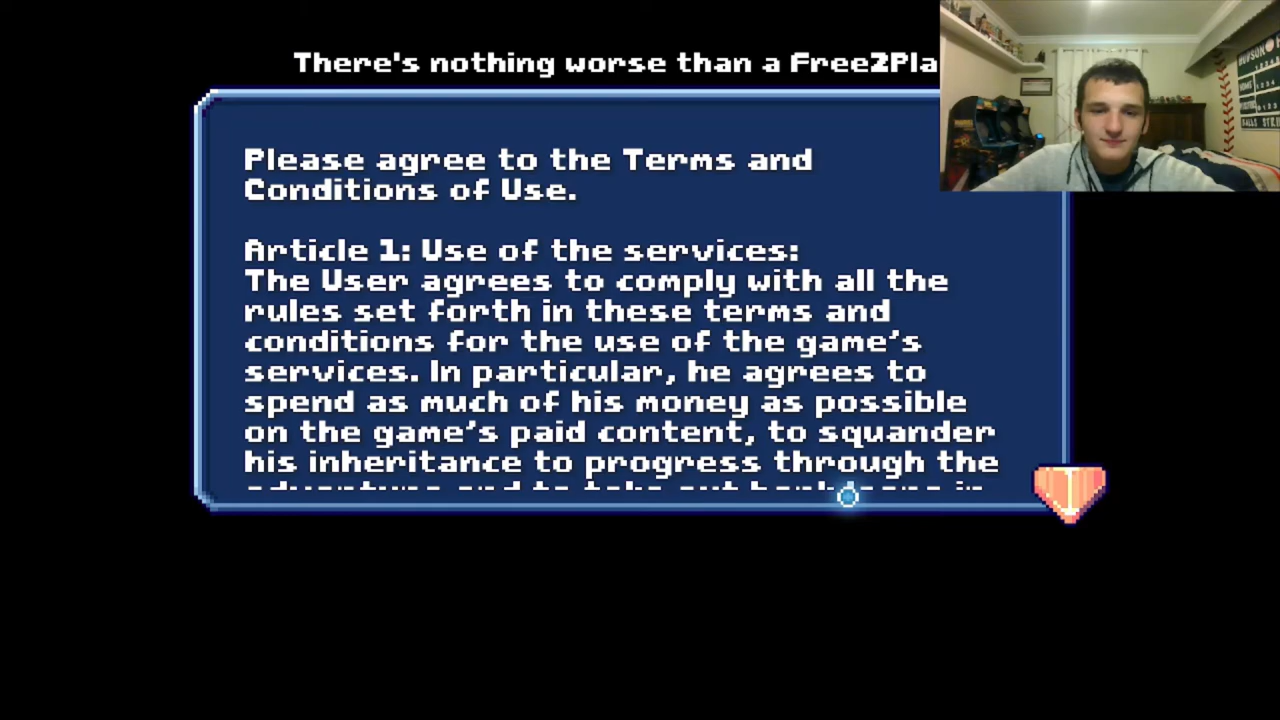 There's nothing worse than a Free2Pla
Please agree to the Terms and
Conditions of Use.
Article 1: Use of the services:
The User agrees to comply with all the
rules set forth in these terms and
conditions for the use of the game's
services. In particular, he agrees to
spend as much of his money as possible
on the game's paid content, to squander
his inheritance to progress through the